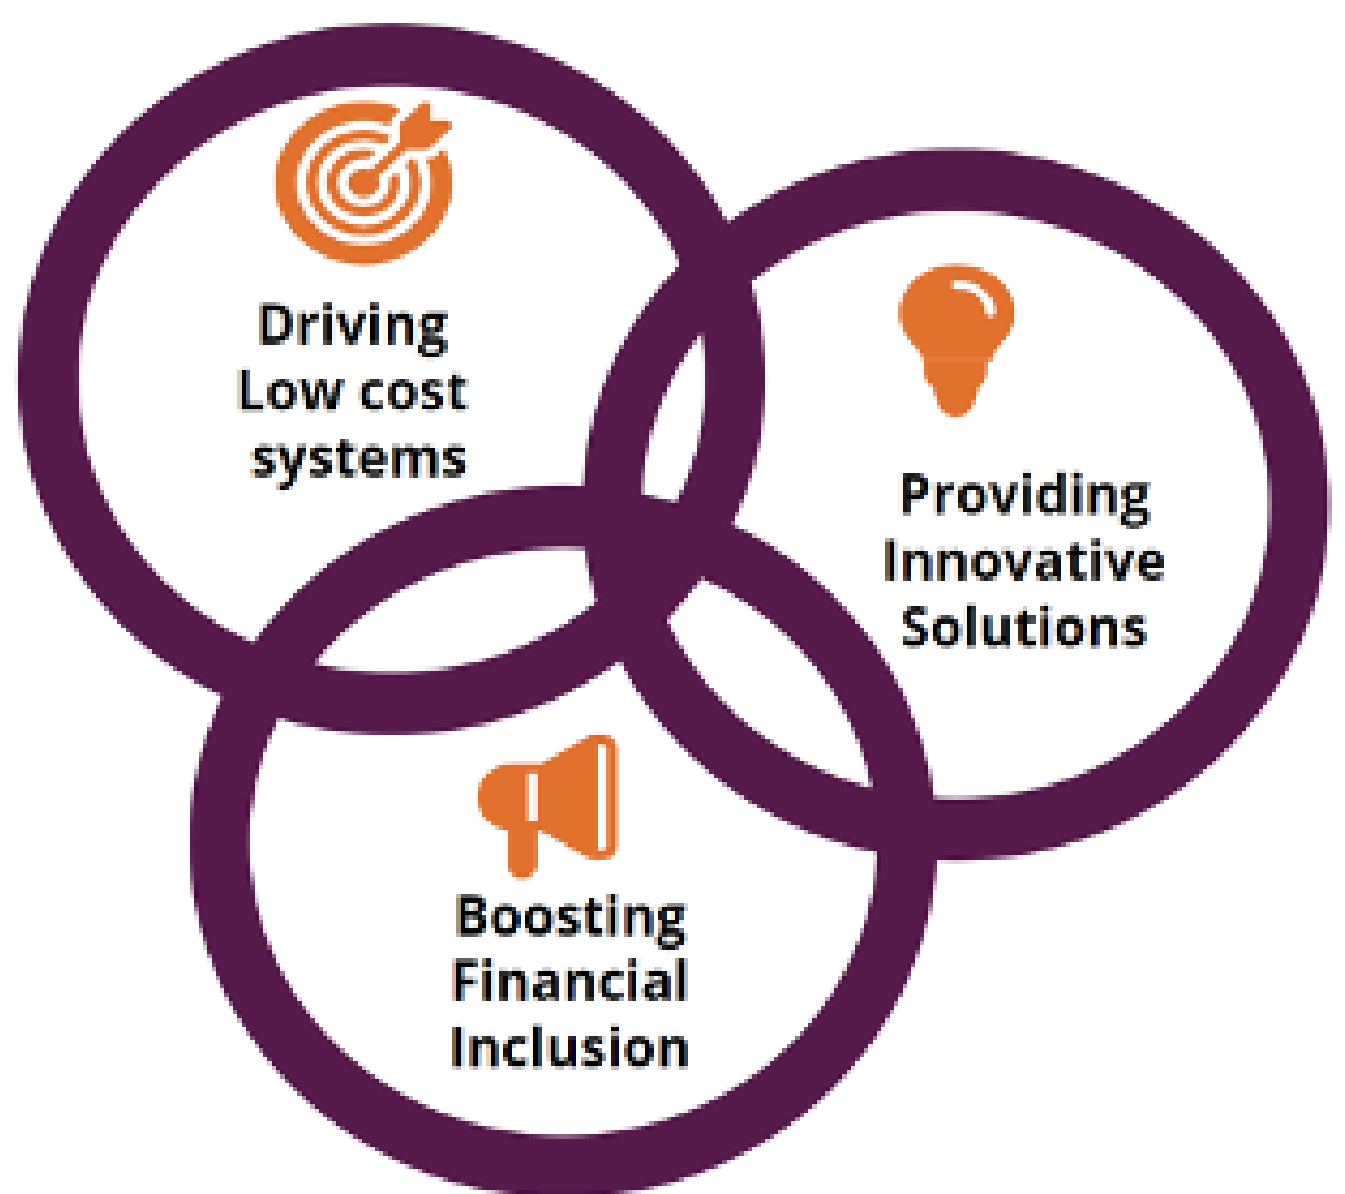 Driving
Low cost
systems
Providing
Innovative
Solutions
Boosting
Financial
Inclusion